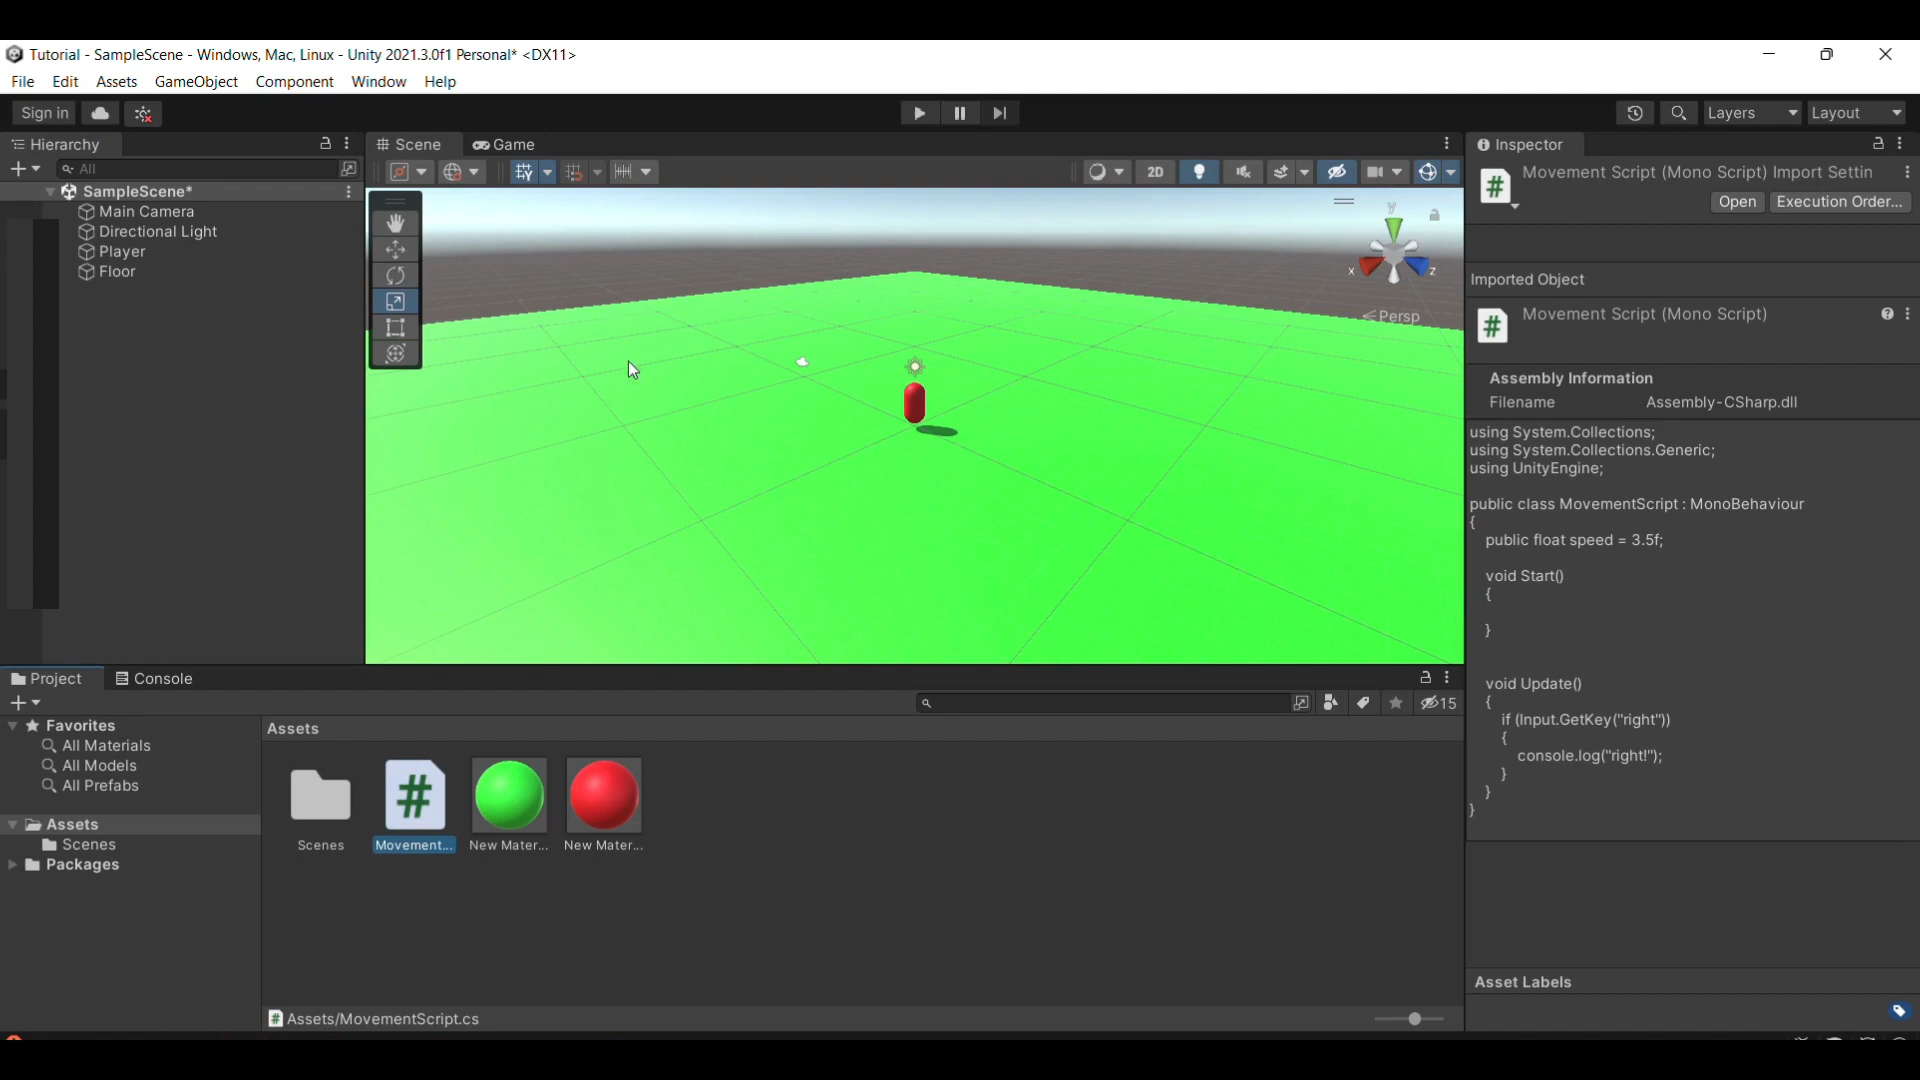 Tutorial - SampleScene - Windows, Mac, Linux - Unity 2021.3.0f1 Personal* <DX11>
File Edit Assets GameObject Component Window Help
Sign in
Layers
Layout
Hierarchy
Scene
Game
Inspector
All
2D
SampleScene*
Main Camera
Directional Light
Player
Floor
y
x
z
Persp
Movement Script (Mono Script) Import Settin
Open
Execution Order...
Imported Object
# Movement Script (Mono Script)
Assembly Information
Filename Assembly-CSharp.dll
using System.Collections;
using System.Collections.Generic;
using UnityEngine;
public class MovementScript : MonoBehaviour
{
public float speed = 3.5f;
void Start()
{
}
void Update()
{
if (Input.GetKey("right"))
{
console.log("right!");
}
}
}
Asset Labels
Project
Console
15
Favorites
All Materials
All Models
All Prefabs
Assets
Scenes
Packages
Assets
Scenes
Movement...
New Mater...
New Mater...
Assets/MovementScript.cs